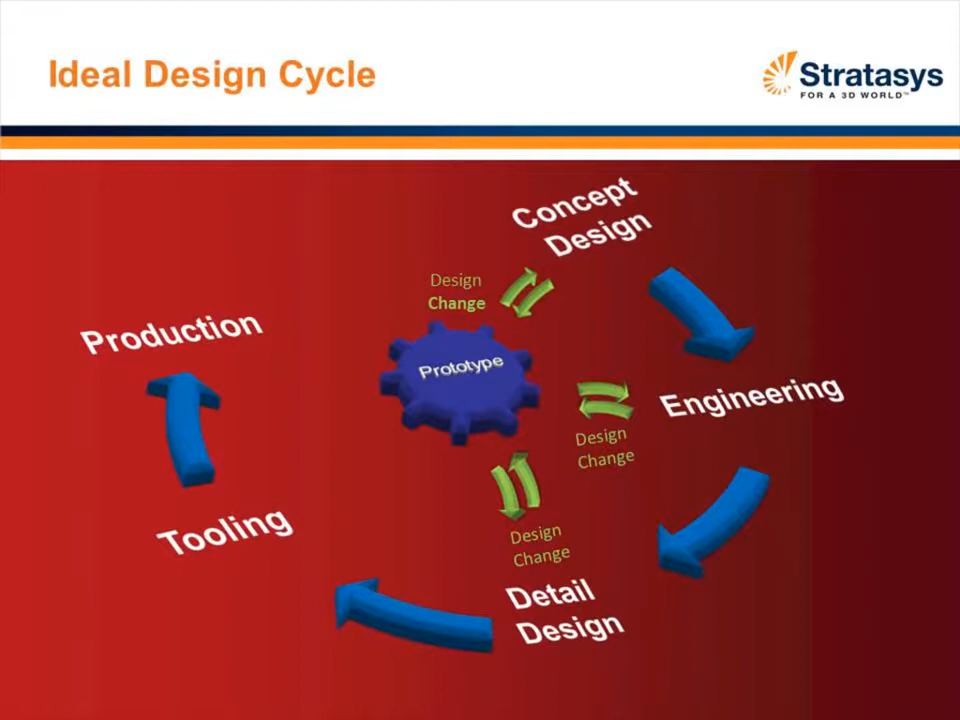 Ideal Design Cycle
Stratasys
FOR A 3D WORLD™
Concept
Design
Design
Change
Production
Prototype
Engineering
Design
Change
Tooling
Design
Change
Detail
Design